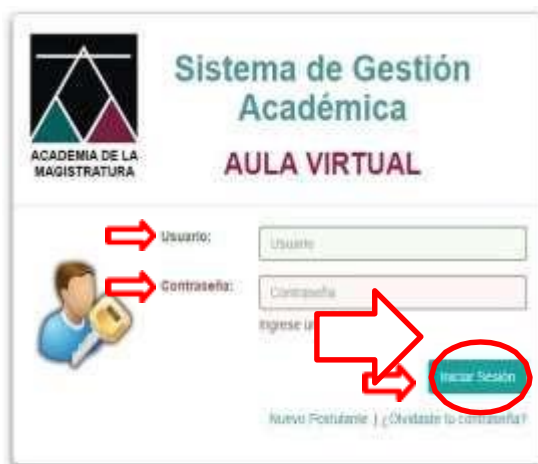 Sistema de Gestión
Académica
AULA VIRTUAL
ACADEMIA DE LA
MAGISTRATURA
Usuario:
Usuario
Contraseña:
Contraseña
Ingrese
Iniciar Sesión
Nuevo Postulante | ¿Olvidaste tu contraseña?